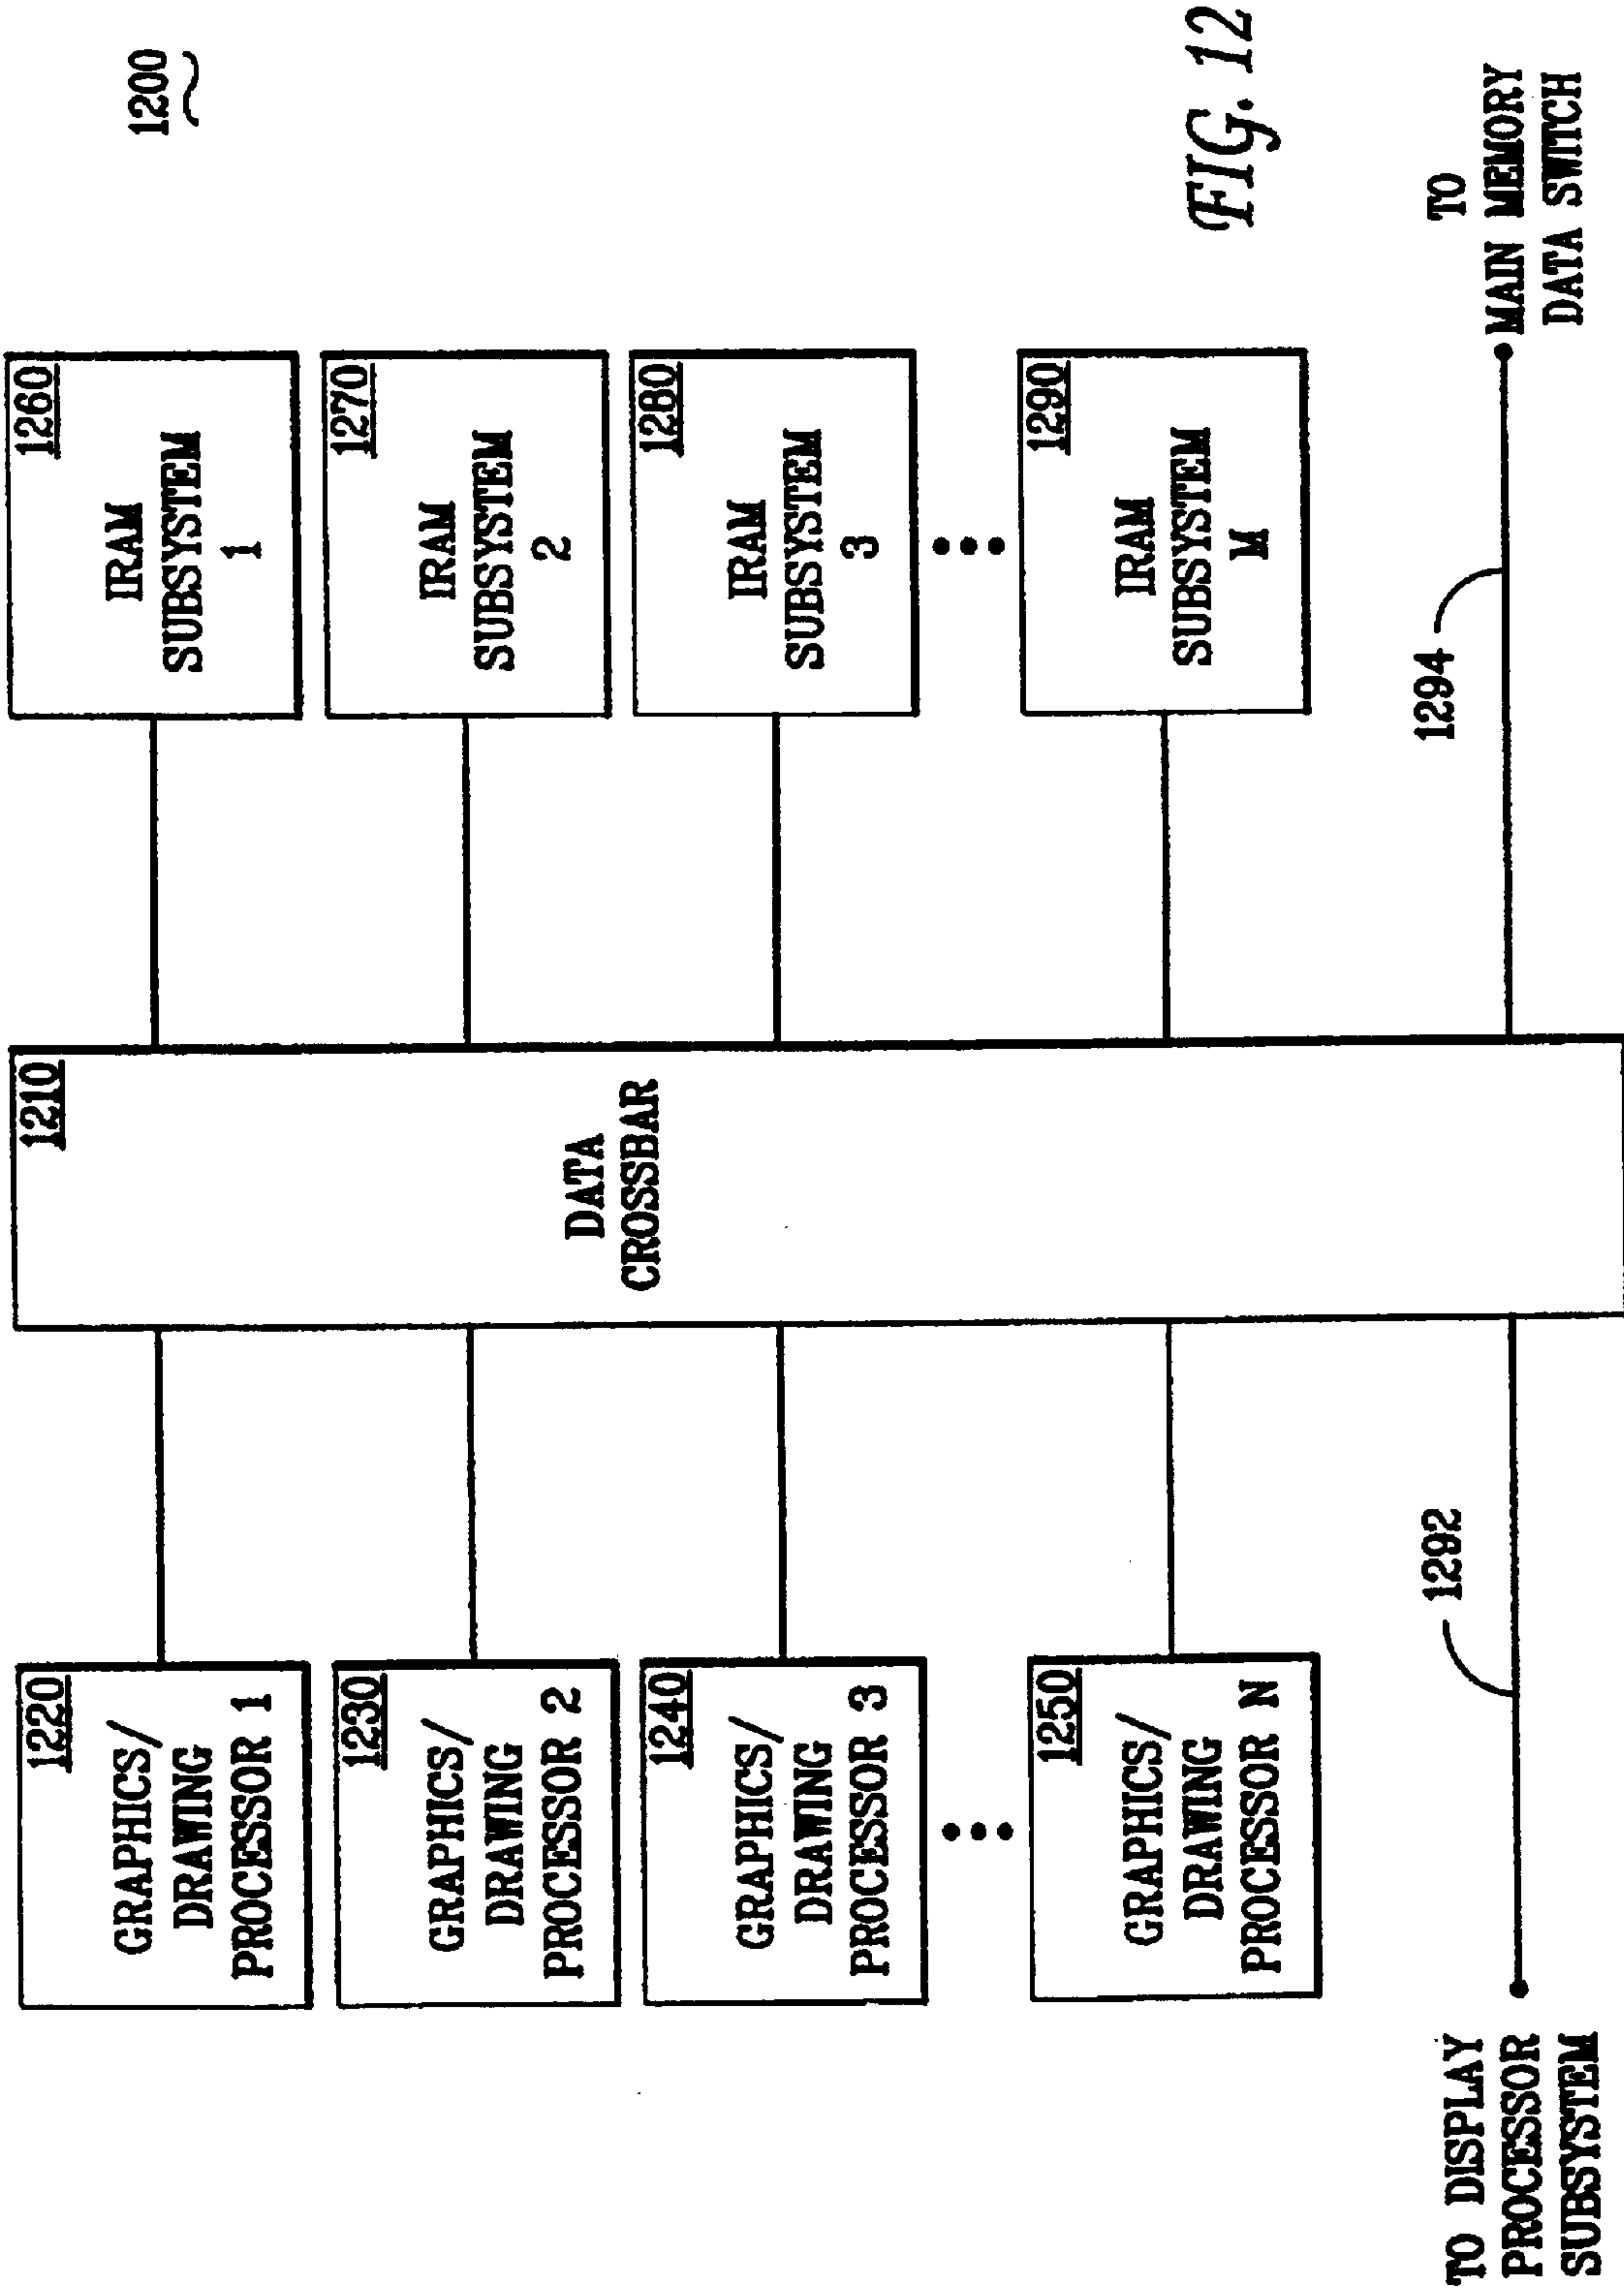 1200
1220
GRAPHICS/
DRAWING
PROCESSOR 1
1230
GRAPHICS/
DRAWING
PROCESSOR 2
1240
GRAPHICS/
DRAWING
PROCESSOR 3
1250
GRAPHICS/
DRAWING
PROCESSOR N
1210
DATA
CROSSBAR
1260
IRAM
SUBSYSTEM
1
1270
IRAM
SUBSYSTEM
2
1280
IRAM
SUBSYSTEM
3
1290
IRAM
SUBSYSTEM
M
1292
TO DISPLAY
PROCESSOR
SUBSYSTEM
1294
TO
MAIN MEMORY
DATA SWITCH
FIG. 12